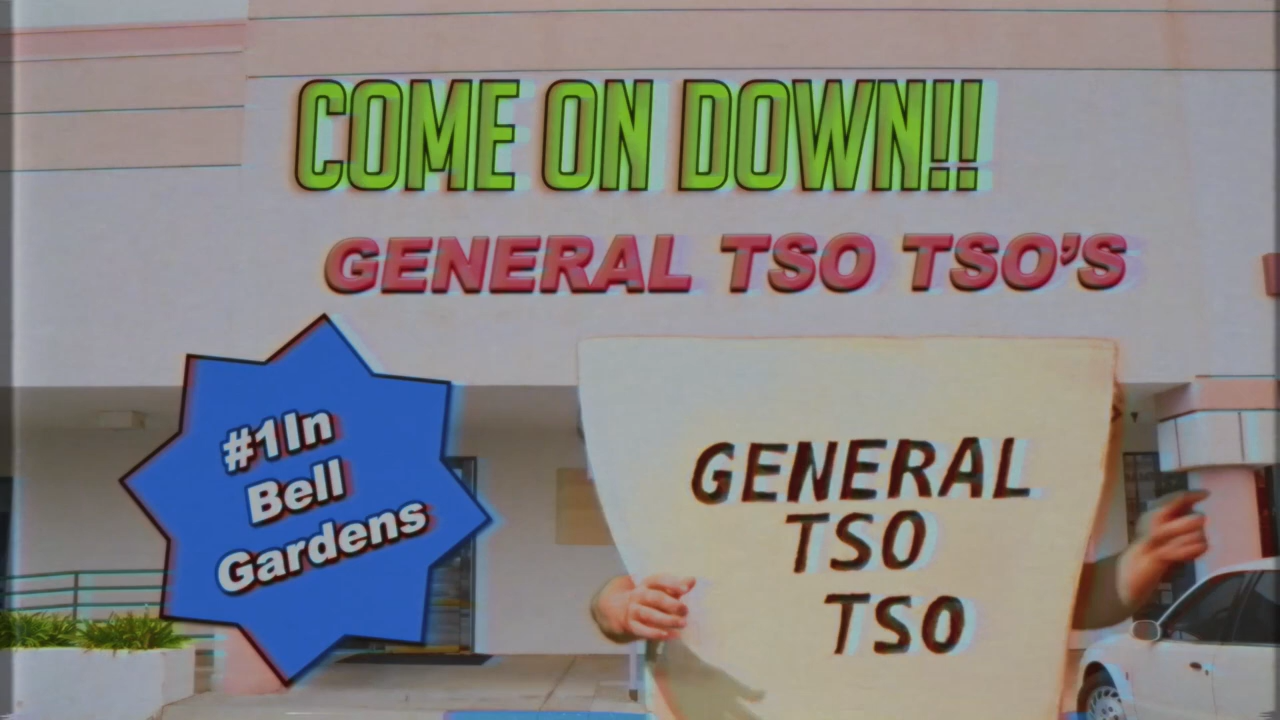 COME ON DOWN!!
GENERAL TSO TSO'S
#1 In
Bell
Gardens
GENERAL
TSO
TSO